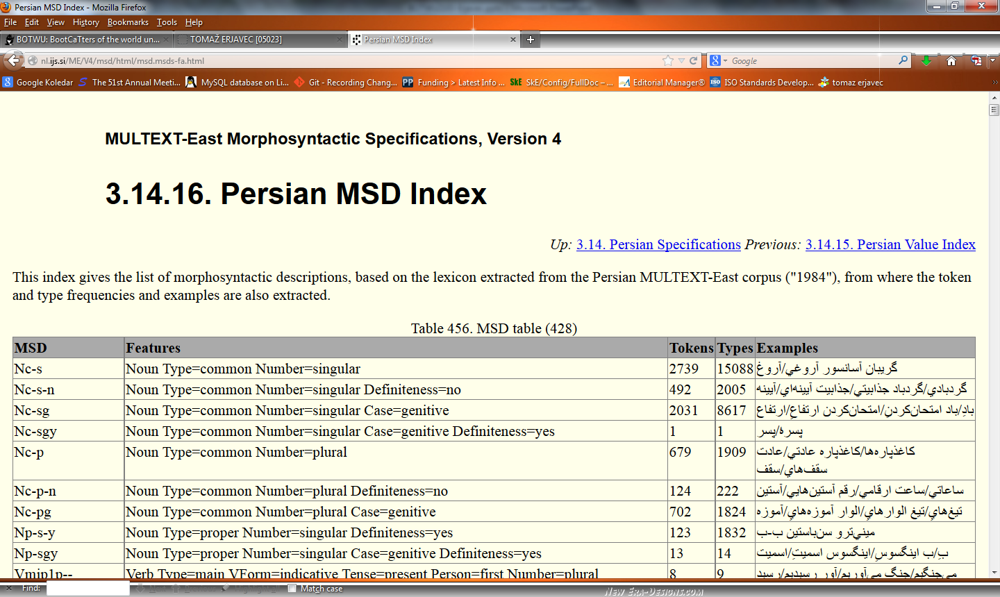 Persian MSD Index - Mozilla Firefox
File Edit View History Bookmarks Tools Help
BOTWU: BootCaTters of the world un... TOMAŽ ERJAVEC [05023] Persian MSD Index
nl.ijs.si/ME/V4/msd/html/msd.msds-fa.html Google
Google Koledar The 51st Annual Meeti... MySQL database on Li... Git - Recording Chang... Funding > Latest Info ... SkE/Config/FullDoc – ... Editorial Manager® ISO Standards Develop... tomaz erjavec
MULTEXT-East Morphosyntactic Specifications, Version 4
3.14.16. Persian MSD Index
Up: 3.14. Persian Specifications Previous: 3.14.15. Persian Value Index
This index gives the list of morphosyntactic descriptions, based on the lexicon extracted from the Persian MULTEXT-East corpus ("1984"), from where the token
and type frequencies and examples are also extracted.
Table 456. MSD table (428)
MSD Features Tokens Types Examples
Nc-s Noun Type=common Number=singular 2739 15088 گريبان آسانسور آروغي/آروغ
Nc-s-n Noun Type=common Number=singular Definiteness=no 492 2005 گردبادي/گردباد جذابيتي/جذابيت آيينه‌اي/آيينه
Nc-sg Noun Type=common Number=singular Case=genitive 2031 8617 بادِ/باد امتحان‌کردنِ/امتحان‌کردن ارتفاعِ/ارتفاع
Nc-sgy Noun Type=common Number=singular Case=genitive Definiteness=yes 1 1 پسرۀ/پسر
Nc-p Noun Type=common Number=plural 679 1909 کاغذپاره‌ها/کاغذپاره عادتي/عادت
سقف‌هاي/سقف
Nc-p-n Noun Type=common Number=plural Definiteness=no 124 222 ساعاتي/ساعت ارقامي/رقم آستين‌هايي/آستين
Nc-pg Noun Type=common Number=plural Case=genitive 702 1824 تيغ‌هايِ/تيغ الوارهايِ/الوار آموزه‌هايِ/آموزه
Np-s-y Noun Type=proper Number=singular Definiteness=yes 123 1832 ميني‌ترو سن‌باستين ب-ب
Np-sgy Noun Type=proper Number=singular Case=genitive Definiteness=yes 13 14 بِ/ب اينگسوسِ/اينگسوس اسميتِ/اسميت
Vmip1p-- Verb Type=main VForm=indicative Tense=present Person=first Number=plural 8 9 مي‌جنگيم/جنگ مي‌آوريم/آور رسيديم/رسيد
Find: Match case
New Era-Designs.com